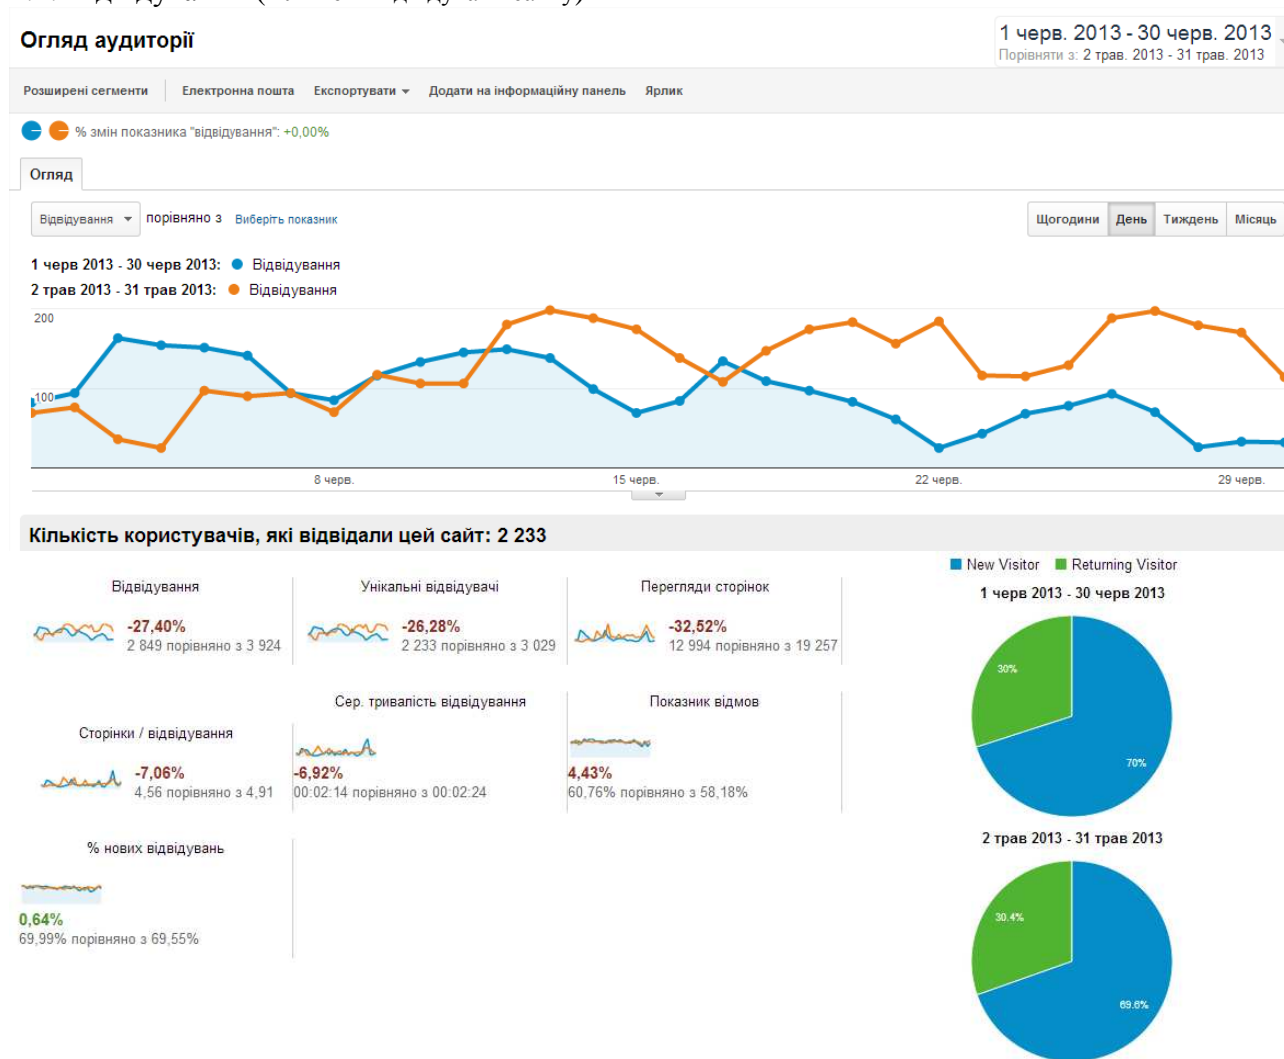 Огляд аудиторії
1 черв. 2013 - 30 черв. 2013
Порівняти з: 2 трав. 2013 - 31 трав. 2013
Розширені сегменти Електронна пошта Експортувати Додати на інформаційну панель Ярлик
% змін показника "відвідування": +0,00%
Огляд
Відвідування порівняно з Виберіть показник
Щогодини День Тиждень Місяць
1 черв 2013 - 30 черв 2013: Відвідування
2 трав 2013 - 31 трав 2013: Відвідування
200
100
8 черв. 15 черв. 22 черв. 29 черв.
Кількість користувачів, які відвідали цей сайт: 2 233
Відвідування
-27,40%
2 849 порівняно з 3 924
Унікальні відвідувачі
-26,28%
2 233 порівняно з 3 029
Перегляди сторінок
-32,52%
12 994 порівняно з 19 257
Сторінки / відвідування
-7,06%
4,56 порівняно з 4,91
Сер. тривалість відвідування
-6,92%
00:02:14 порівняно з 00:02:24
Показник відмов
4,43%
60,76% порівняно з 58,18%
% нових відвідувань
0,64%
69,99% порівняно з 69,55%
New Visitor Returning Visitor
1 черв 2013 - 30 черв 2013
30%
70%
2 трав 2013 - 31 трав 2013
30.4%
69.6%